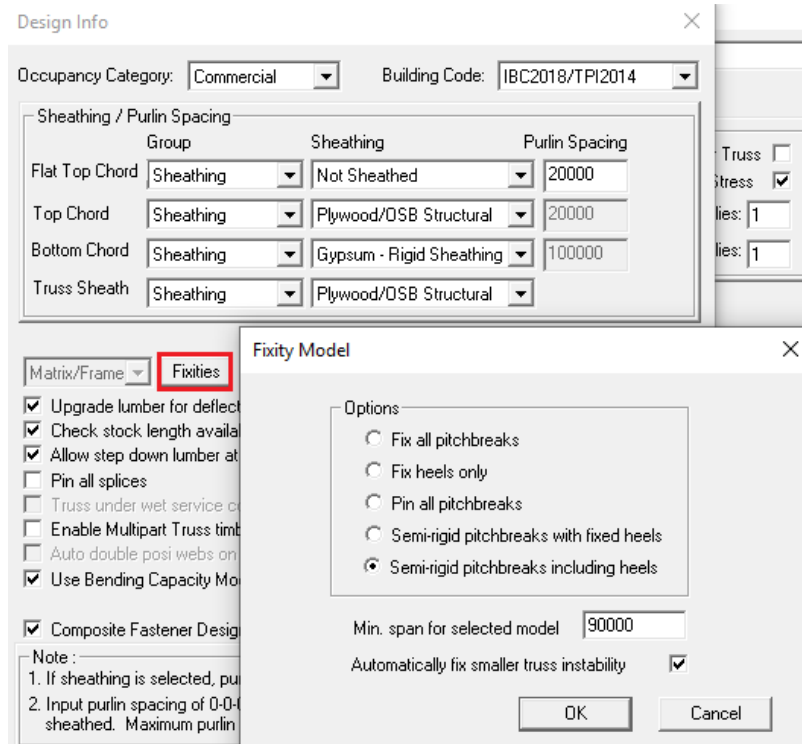 Design Info
Occupancy Category: Commercial Building Code: IBC2018/TPI2014
Sheathing / Purlin Spacing
Group Sheathing Purlin Spacing
Flat Top Chord Sheathing Not Sheathed 20000
Top Chord Sheathing Plywood/OSB Structural 20000
Bottom Chord Sheathing Gypsum - Rigid Sheathing 100000
Truss Sheath Sheathing Plywood/OSB Structural
Truss
Stress
lies: 1
lies: 1
Matrix/Frame Fixities
Upgrade lumber for deflect
Check stock length availal
Allow step down lumber at
Pin all splices
Truss under wet service c
Enable Multipart Truss timb
Auto double posi webs on
Use Bending Capacity Mo
Composite Fastener Desig
Note :
1. If sheathing is selected, pu
2. Input purlin spacing of 0-0-
sheathed. Maximum purlin
Fixity Model
Options
Fix all pitchbreaks
Fix heels only
Pin all pitchbreaks
Semi-rigid pitchbreaks with fixed heels
Semi-rigid pitchbreaks including heels
Min. span for selected model 90000
Automatically fix smaller truss instability
OK Cancel